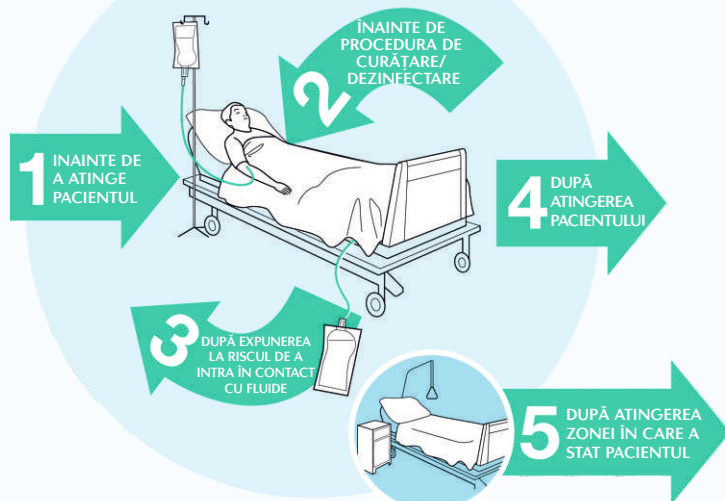 1
INAINTE DE
A ATINGE
PACIENTUL
2
ÎNAINTE DE
PROCEDURA DE
CURĂȚARE/
DEZINFECTARE
3
DUPĂ EXPUNEREA
LA RISCUL DE A
INTRA ÎN CONTACT
CU FLUIDE
4
DUPĂ
ATINGEREA
PACIENTULUI
5
DUPĂ ATINGEREA
ZONEI ÎN CARE A
STAT PACIENTUL